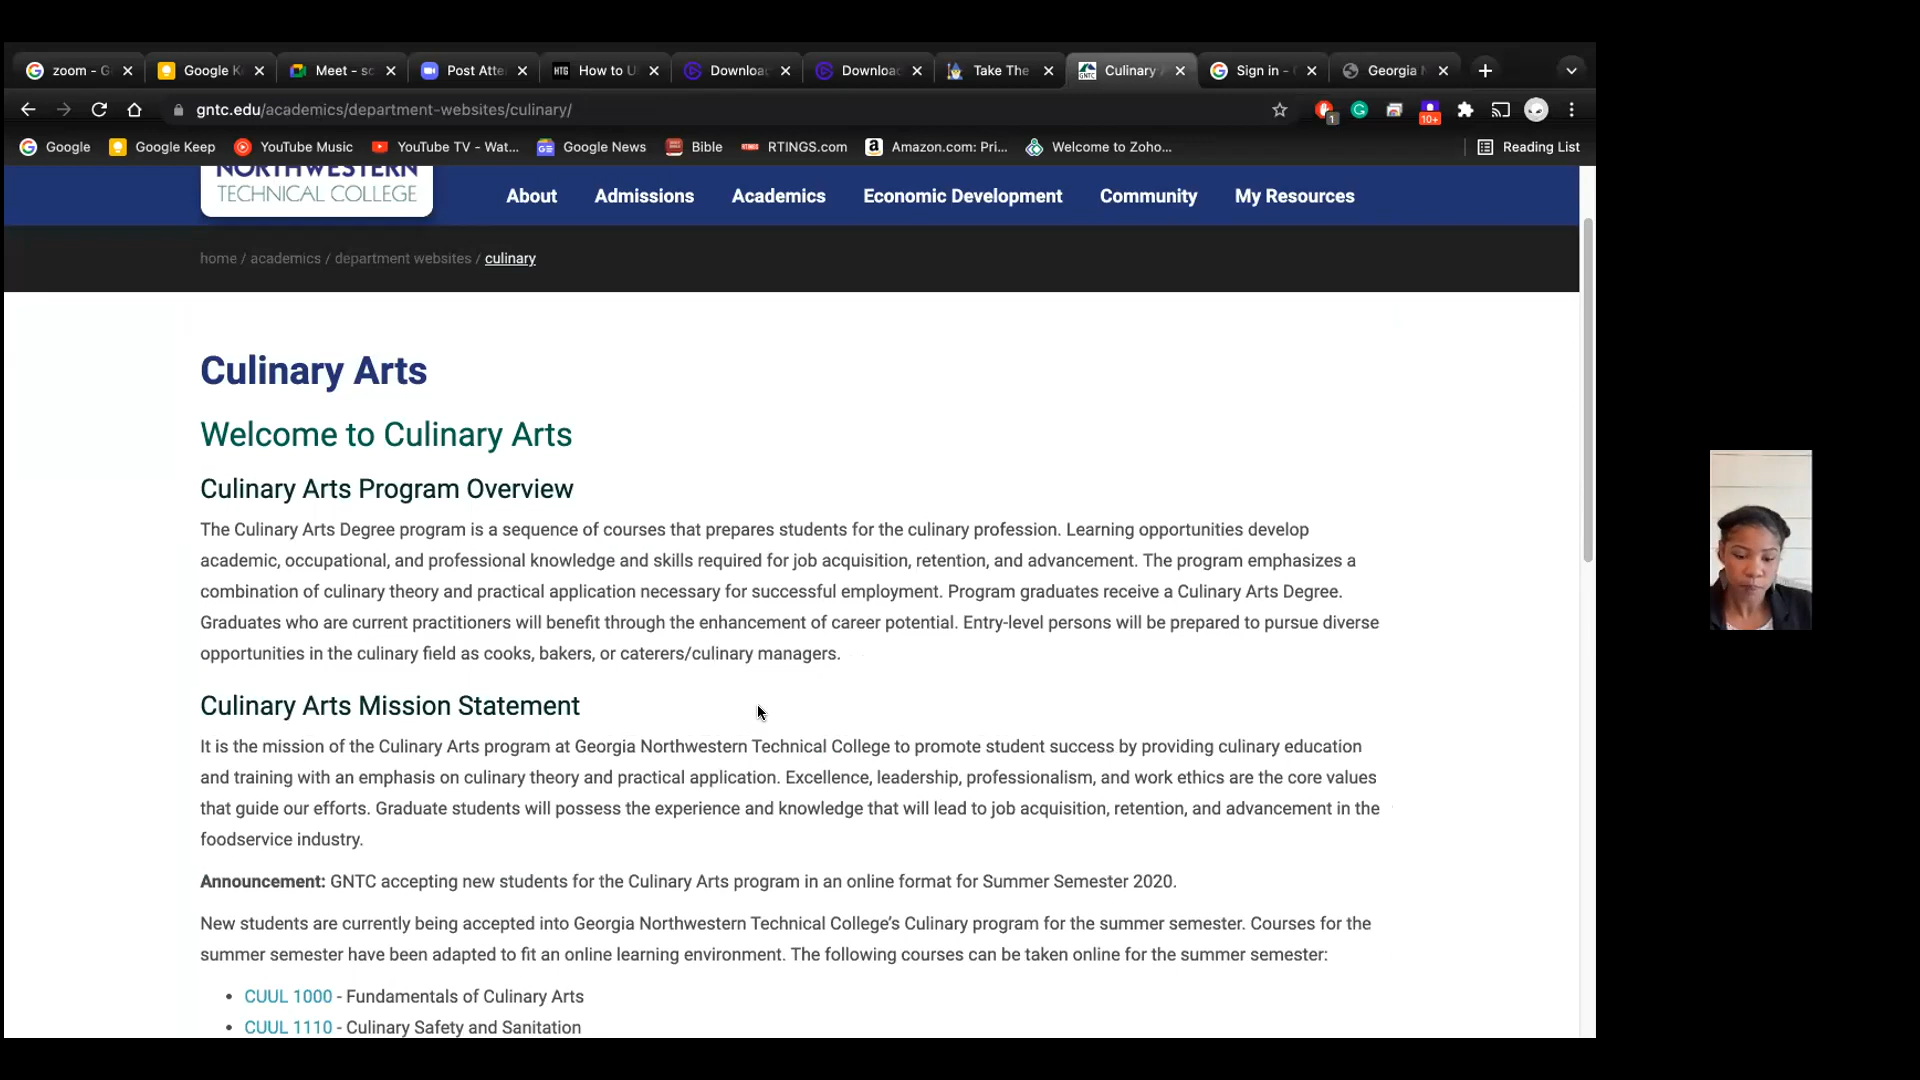 zoom - G
Google K
Meet - sc
Post Atte
HTG How to U
Downloa
Downloa
Take The
GNTC Culinary A
Sign in -
Georgia N
gntc.edu/academics/department-websites/culinary/
1
10+
Google
Google Keep
YouTube Music
YouTube TV - Wat...
Google News
Bible
RTINGS.com
Amazon.com: Pri...
Welcome to Zoho...
Reading List
NORTHWESTERN
TECHNICAL COLLEGE
About
Admissions
Academics
Economic Development
Community
My Resources
home / academics / department websites / culinary
Culinary Arts
Welcome to Culinary Arts
Culinary Arts Program Overview
The Culinary Arts Degree program is a sequence of courses that prepares students for the culinary profession. Learning opportunities develop
academic, occupational, and professional knowledge and skills required for job acquisition, retention, and advancement. The program emphasizes a
combination of culinary theory and practical application necessary for successful employment. Program graduates receive a Culinary Arts Degree.
Graduates who are current practitioners will benefit through the enhancement of career potential. Entry-level persons will be prepared to pursue diverse
opportunities in the culinary field as cooks, bakers, or caterers/culinary managers.
Culinary Arts Mission Statement
It is the mission of the Culinary Arts program at Georgia Northwestern Technical College to promote student success by providing culinary education
and training with an emphasis on culinary theory and practical application. Excellence, leadership, professionalism, and work ethics are the core values
that guide our efforts. Graduate students will possess the experience and knowledge that will lead to job acquisition, retention, and advancement in the
foodservice industry.
Announcement: GNTC accepting new students for the Culinary Arts program in an online format for Summer Semester 2020.
New students are currently being accepted into Georgia Northwestern Technical College's Culinary program for the summer semester. Courses for the
summer semester have been adapted to fit an online learning environment. The following courses can be taken online for the summer semester:
• CUUL 1000 - Fundamentals of Culinary Arts
• CUUL 1110 - Culinary Safety and Sanitation